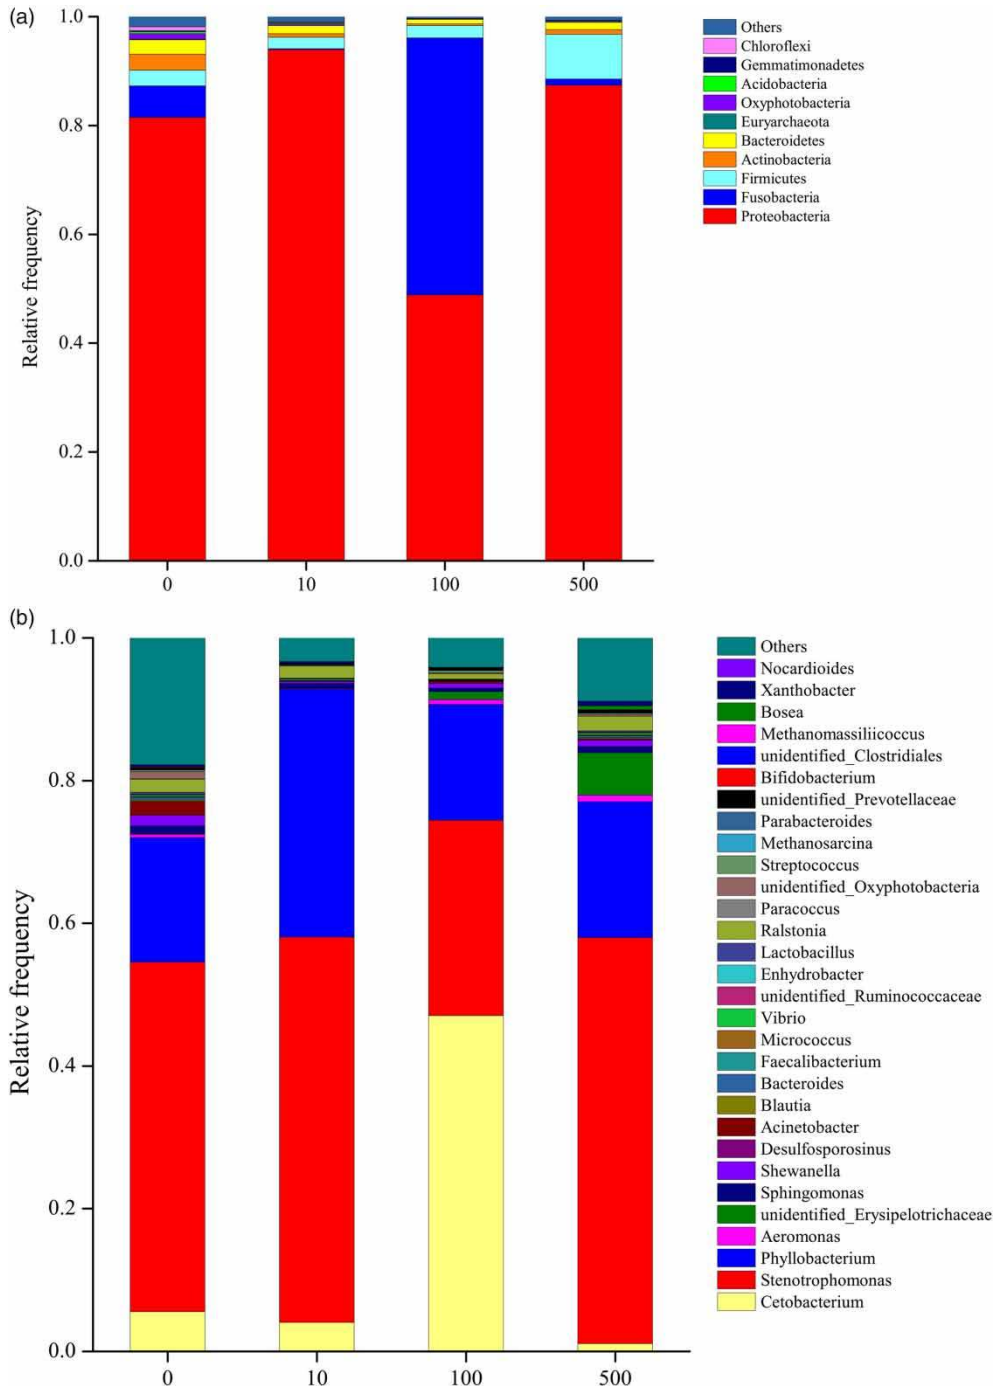 (a)
1.0
0.8
0.6
0.4
0.2
0.0
Relative frequency
0
10
100
500
Others
Chloroflexi
Gemmatimonadetes
Acidobacteria
Oxyphotobacteria
Euryarchaeota
Bacteroidetes
Actinobacteria
Firmicutes
Fusobacteria
Proteobacteria
(b)
1.0
0.8
0.6
0.4
0.2
0.0
Relative frequency
0
10
100
500
Others
Nocardioides
Xanthobacter
Bosea
Methanomassiliicoccus
unidentified_Clostridiales
Bifidobacterium
unidentified_Prevotellaceae
Parabacteroides
Methanosarcina
Streptococcus
unidentified_Oxyphotobacteria
Paracoccus
Ralstonia
Lactobacillus
Enhydrobacter
unidentified_Ruminococcaceae
Vibrio
Micrococcus
Faecalibacterium
Bacteroides
Blautia
Acinetobacter
Desulfosporosinus
Shewanella
Sphingomonas
unidentified_Erysipelotrichaceae
Aeromonas
Phyllobacterium
Stenotrophomonas
Cetobacterium